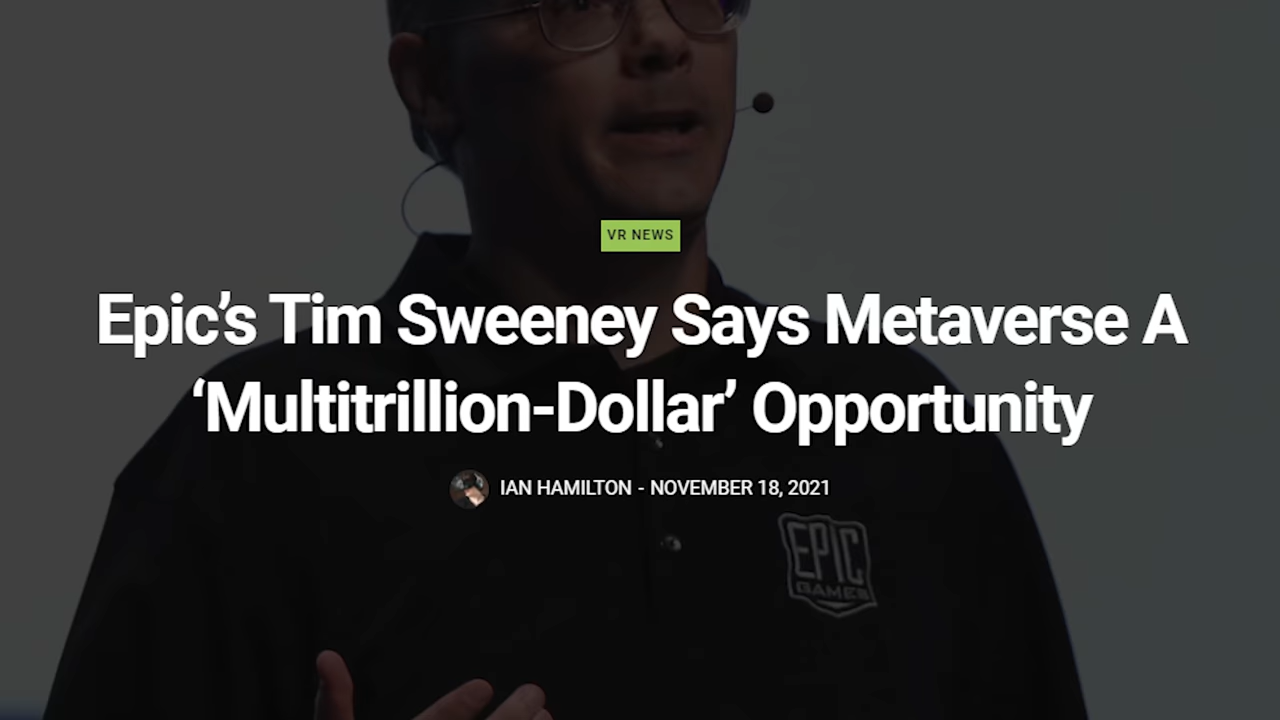 VR NEWS
Epic’s Tim Sweeney Says Metaverse A
‘Multitrillion-Dollar’ Opportunity
IAN HAMILTON - NOVEMBER 18, 2021
EPIC
GAMES